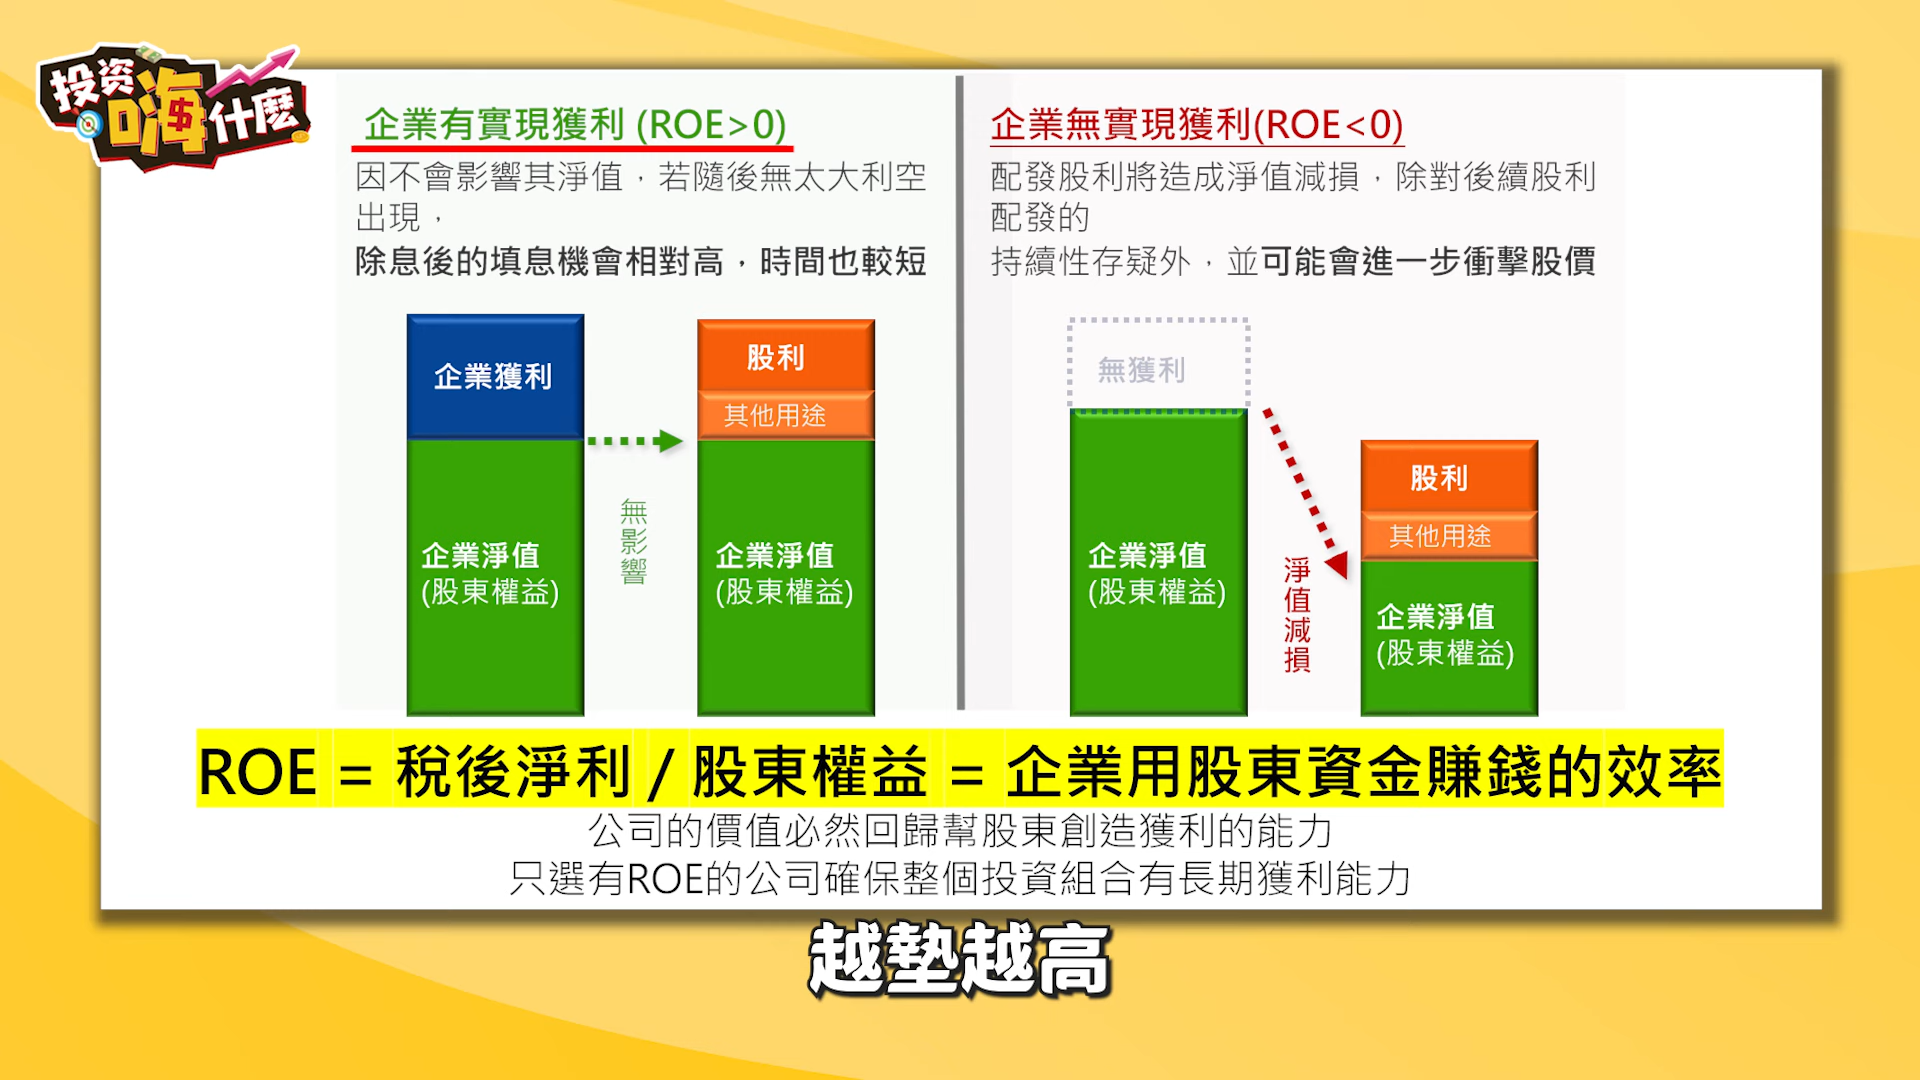 投资
嗨
什麼
企業有實現獲利 (ROE>0)
因不會影響其淨值，若隨後無太大利空
出現，
除息後的填息機會相對高，時間也較短
企業獲利
企業淨值
(股東權益)
無影響
股利
其他用途
企業淨值
(股東權益)
企業無實現獲利(ROE<0)
配發股利將造成淨值減損，除對後續股利
配發的
持續性存疑外，並可能會進一步衝擊股價
無獲利
企業淨值
(股東權益)
淨值減損
股利
其他用途
企業淨值
(股東權益)
ROE = 稅後淨利 / 股東權益 = 企業用股東資金賺錢的效率
公司的價值必然回歸幫股東創造獲利的能力
只選有ROE的公司確保整個投資組合有長期獲利能力
越墊越高